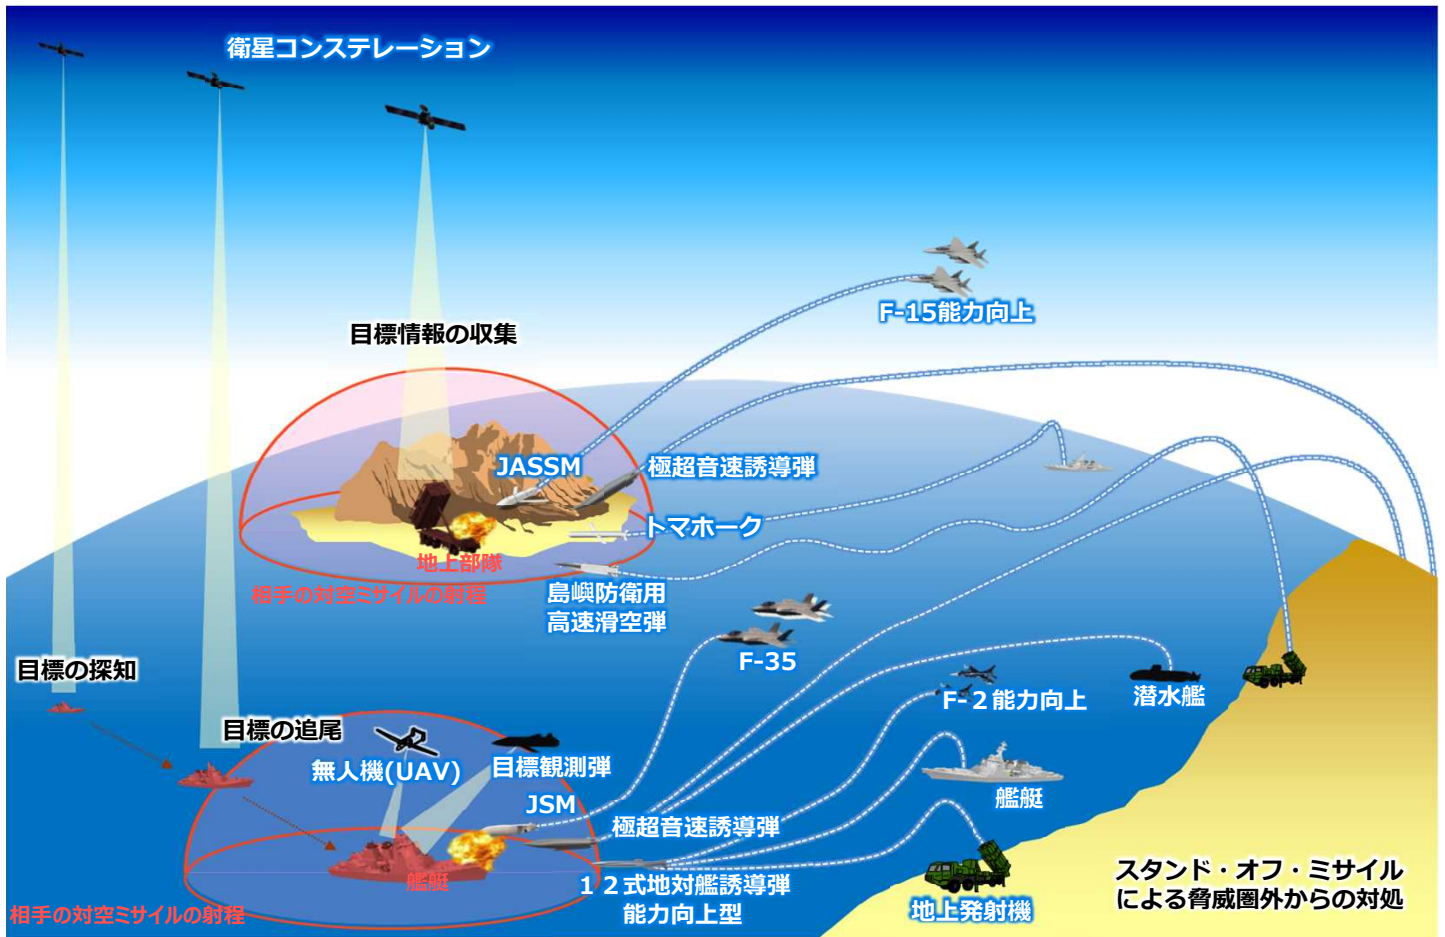 衛星コンステレーション
F-15能力向上
目標情報の収集
JASSM
極超音速誘導弾
トマホーク
地上部隊
相手の対空ミサイルの射程
島嶼防衛用
高速滑空弾
F-35
目標の探知
F-２能力向上
潜水艦
目標の追尾
無人機(UAV)
目標観測弾
JSM
艦艇
極超音速誘導弾
艦艇
１２式地対艦誘導弾
能力向上型
地上発射機
相手の対空ミサイルの射程
スタンド・オフ・ミサイル
による脅威圏外からの対処